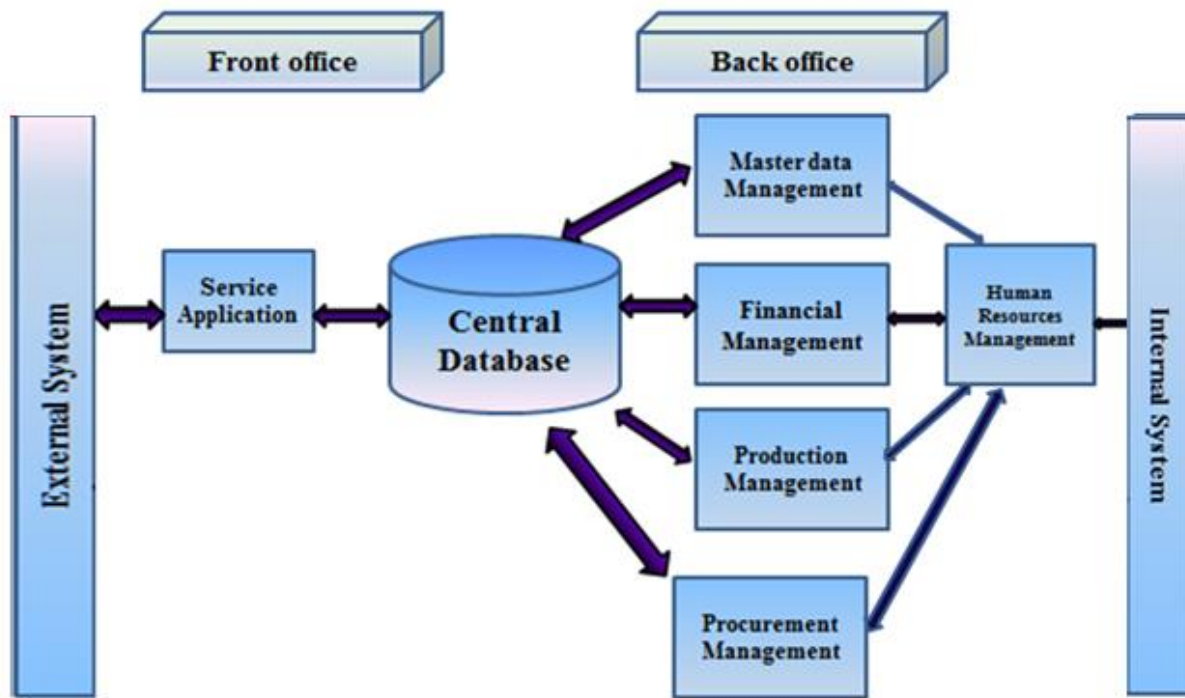 Front office
Back office
External System
Service
Application
Central
Database
Master data
Management
Financial
Management
Production
Management
Procurement
Management
Human
Resources
Management
Internal System